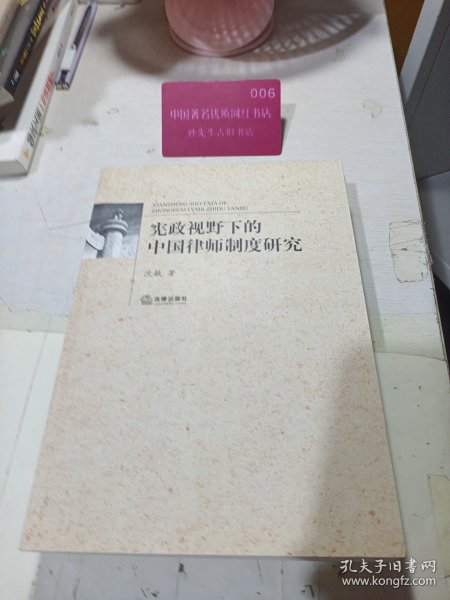 006
中国著名优质网红书店
孙先生古旧书店
XIANZHENG SHIYEXIA DE
ZHONGGUO LVSHI ZHIDU YANJIU
宪政视野下的
中国律师制度研究
沈敏 著
法律出版社
孔夫子旧书网
www.kongfz.com